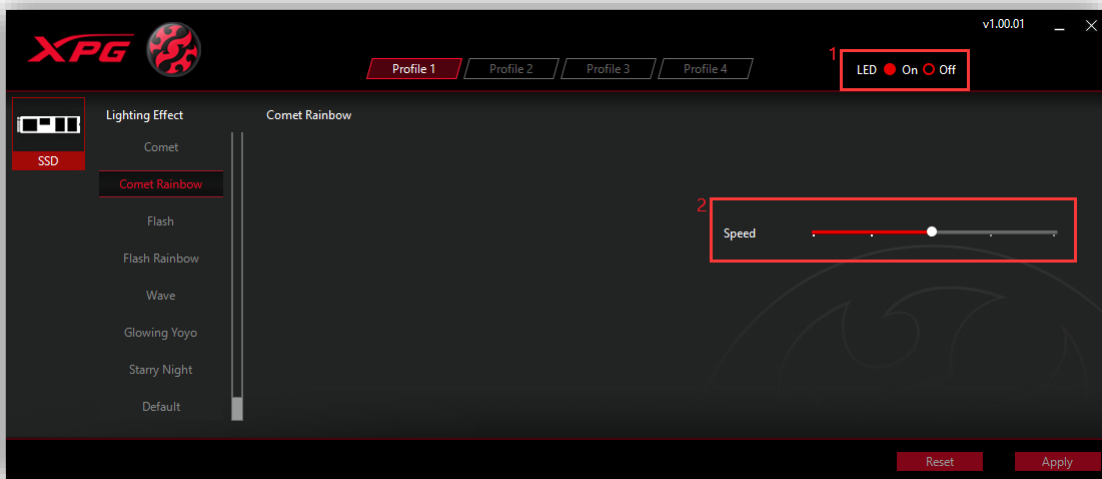 v1.00.01
XPG
Profile 1
Profile 2
Profile 3
Profile 4
1
LED On Off
SSD
Lighting Effect
Comet
Comet Rainbow
Flash
Flash Rainbow
Wave
Glowing Yoyo
Starry Night
Default
Comet Rainbow
2
Speed
Reset
Apply